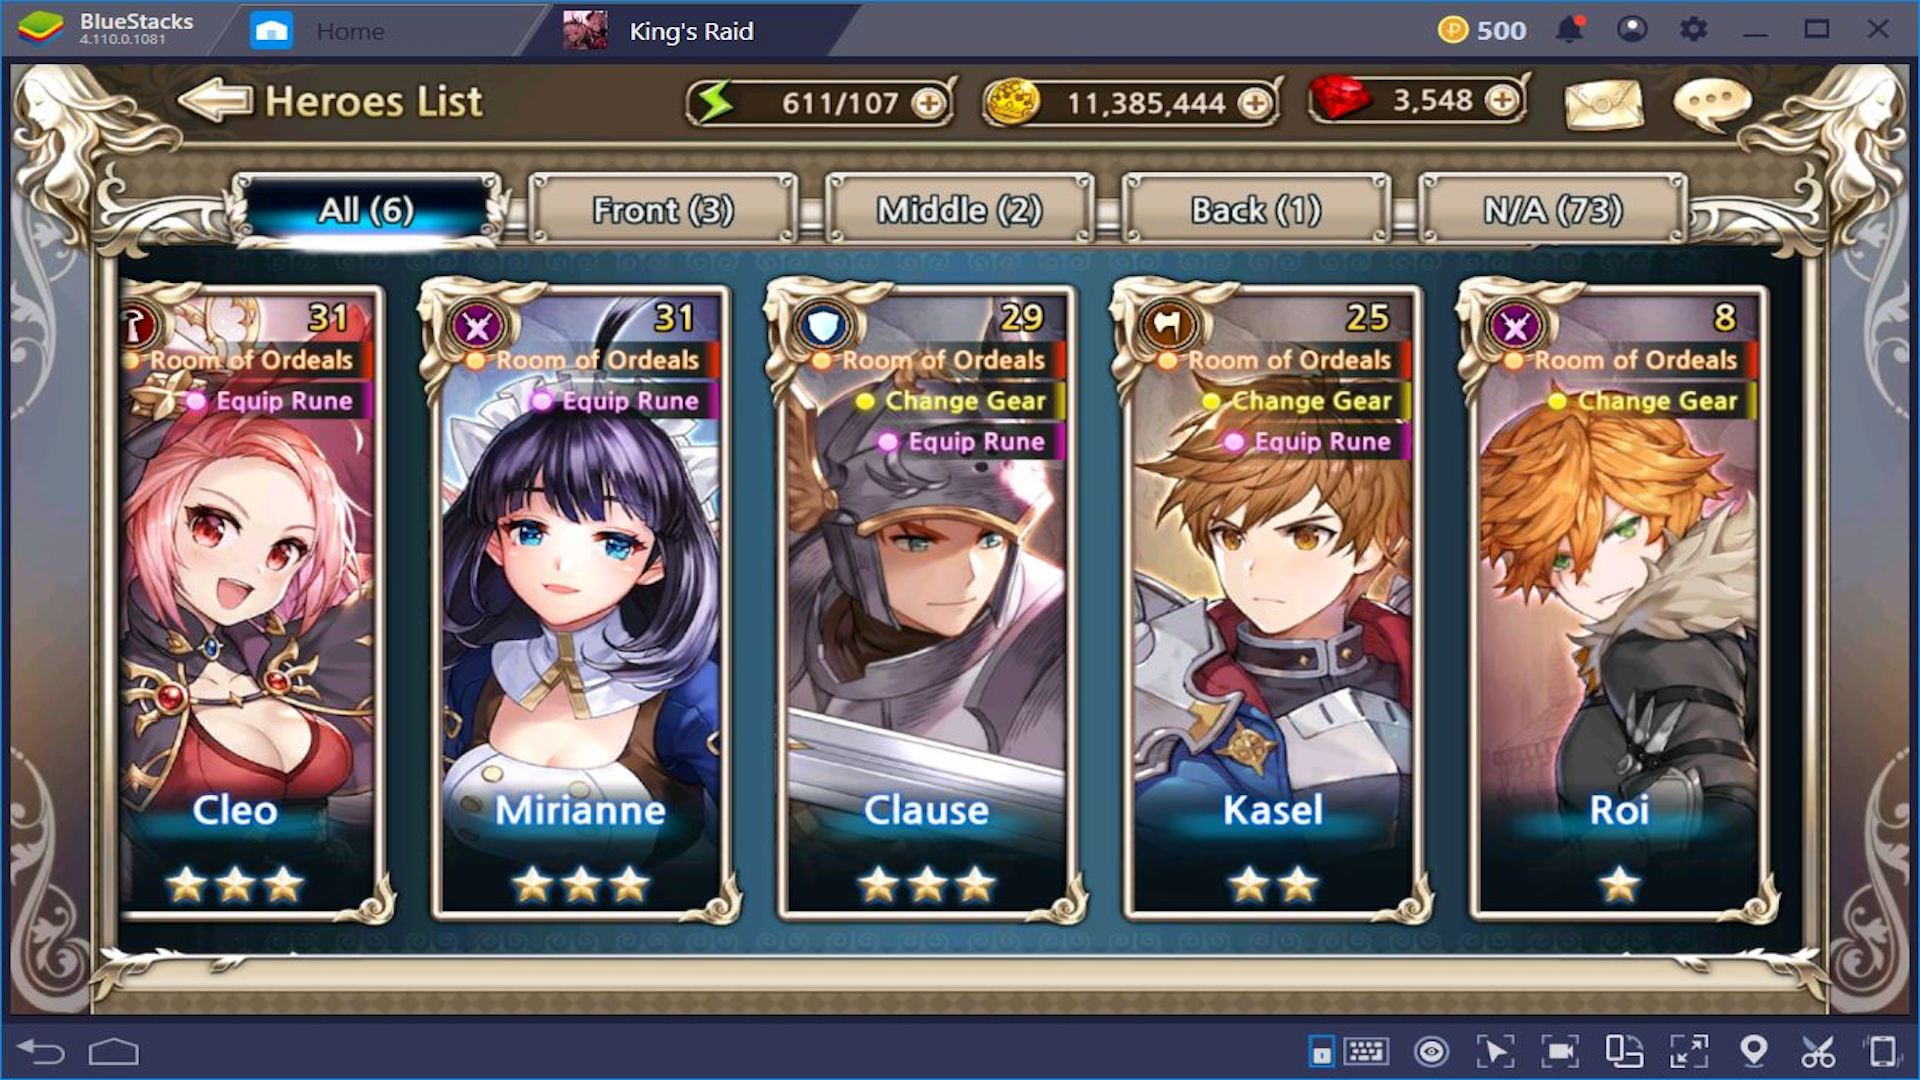 BlueStacks
4.110.0.1081
Home
King's Raid
500
Heroes List
611/107
11,385,444
3,548
All (6)
Front (3)
Middle (2)
Back (1)
N/A (73)
31
Room of Ordeals
Equip Rune
Cleo
31
Room of Ordeals
Equip Rune
Mirianne
29
Room of Ordeals
Change Gear
Equip Rune
Clause
25
Room of Ordeals
Change Gear
Equip Rune
Kasel
8
Room of Ordeals
Change Gear
Roi